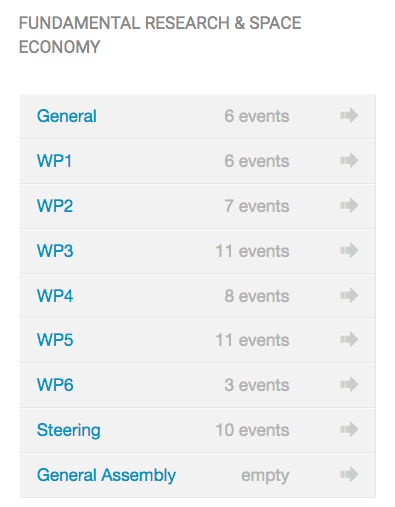 FUNDAMENTAL RESEARCH & SPACE
ECONOMY
General 6 events
WP1 6 events
WP2 7 events
WP3 11 events
WP4 8 events
WP5 11 events
WP6 3 events
Steering 10 events
General Assembly empty